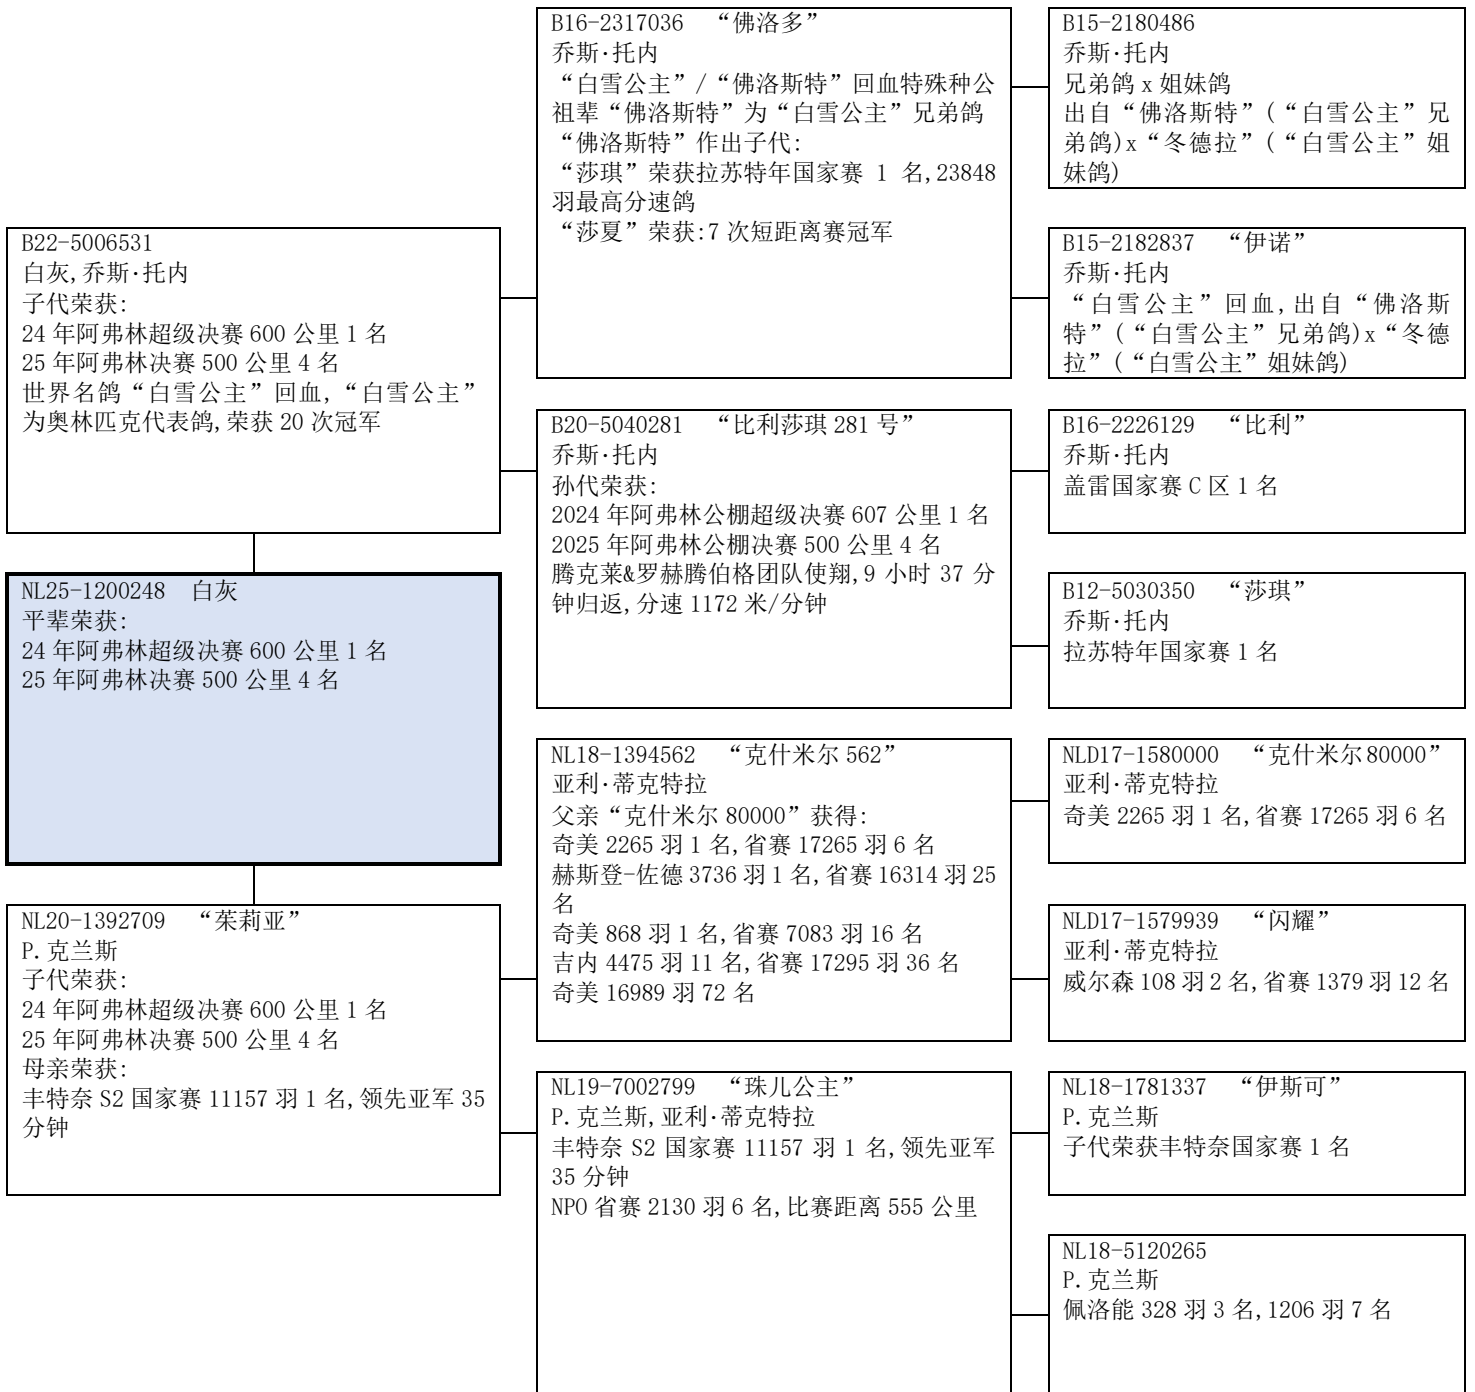 B16-2317036 “佛洛多”
乔斯·托内
“白雪公主”/“佛洛斯特”回血特殊种公
祖辈“佛洛斯特”为“白雪公主”兄弟鸽
“佛洛斯特”作出子代:
“莎琪”荣获拉苏特年国家赛 1 名,23848
羽最高分速鸽
“莎夏”荣获:7 次短距离赛冠军
B15-2180486
乔斯·托内
兄弟鸽 x 姐妹鸽
出自“佛洛斯特”(“白雪公主”兄
弟鸽)x“冬德拉”(“白雪公主”姐
妹鸽)
B22-5006531
白灰,乔斯·托内
子代荣获:
24 年阿弗林超级决赛 600 公里 1 名
25 年阿弗林决赛 500 公里 4 名
世界名鸽“白雪公主”回血,“白雪公主”
为奥林匹克代表鸽,荣获 20 次冠军
B15-2182837 “伊诺”
乔斯·托内
“白雪公主”回血,出自“佛洛斯
特”(“白雪公主”兄弟鸽)x“冬德
拉”(“白雪公主”姐妹鸽)
B20-5040281 “比利莎琪 281 号”
乔斯·托内
孙代荣获:
2024 年阿弗林公棚超级决赛 607 公里 1 名
2025 年阿弗林公棚决赛 500 公里 4 名
腾克莱&罗赫腾伯格团队使翔,9 小时 37 分
钟归返,分速 1172 米/分钟
B16-2226129 “比利”
乔斯·托内
盖雷国家赛 C 区 1 名
NL25-1200248 白灰
平辈荣获:
24 年阿弗林超级决赛 600 公里 1 名
25 年阿弗林决赛 500 公里 4 名
B12-5030350 “莎琪”
乔斯·托内
拉苏特年国家赛 1 名
NL18-1394562 “克什米尔 562”
亚利·蒂克特拉
父亲“克什米尔 80000”获得:
奇美 2265 羽 1 名,省赛 17265 羽 6 名
赫斯登-佐德 3736 羽 1 名,省赛 16314 羽 25
名
奇美 868 羽 1 名,省赛 7083 羽 16 名
吉内 4475 羽 11 名,省赛 17295 羽 36 名
奇美 16989 羽 72 名
NLD17-1580000 “克什米尔 80000”
亚利·蒂克特拉
奇美 2265 羽 1 名,省赛 17265 羽 6 名
NL20-1392709 “茱莉亚”
P.克兰斯
子代荣获:
24 年阿弗林超级决赛 600 公里 1 名
25 年阿弗林决赛 500 公里 4 名
母亲荣获:
丰特奈 S2 国家赛 11157 羽 1 名,领先亚军 35
分钟
NLD17-1579939 “闪耀”
亚利·蒂克特拉
威尔森 108 羽 2 名,省赛 1379 羽 12 名
NL19-7002799 “珠儿公主”
P.克兰斯,亚利·蒂克特拉
丰特奈 S2 国家赛 11157 羽 1 名,领先亚军
35 分钟
NPO 省赛 2130 羽 6 名,比赛距离 555 公里
NL18-1781337 “伊斯可”
P.克兰斯
子代荣获丰特奈国家赛 1 名
NL18-5120265
P.克兰斯
佩洛能 328 羽 3 名,1206 羽 7 名